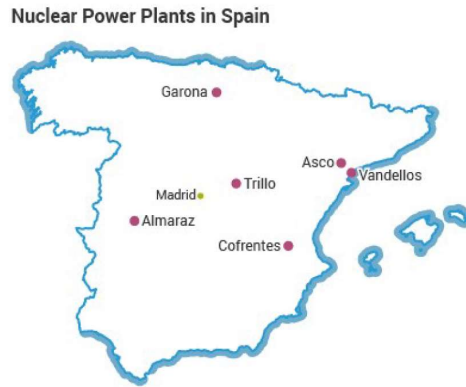 Nuclear Power Plants in Spain
Garona
Asco
Vandellos
Trillo
Madrid
Almaraz
Cofrentes